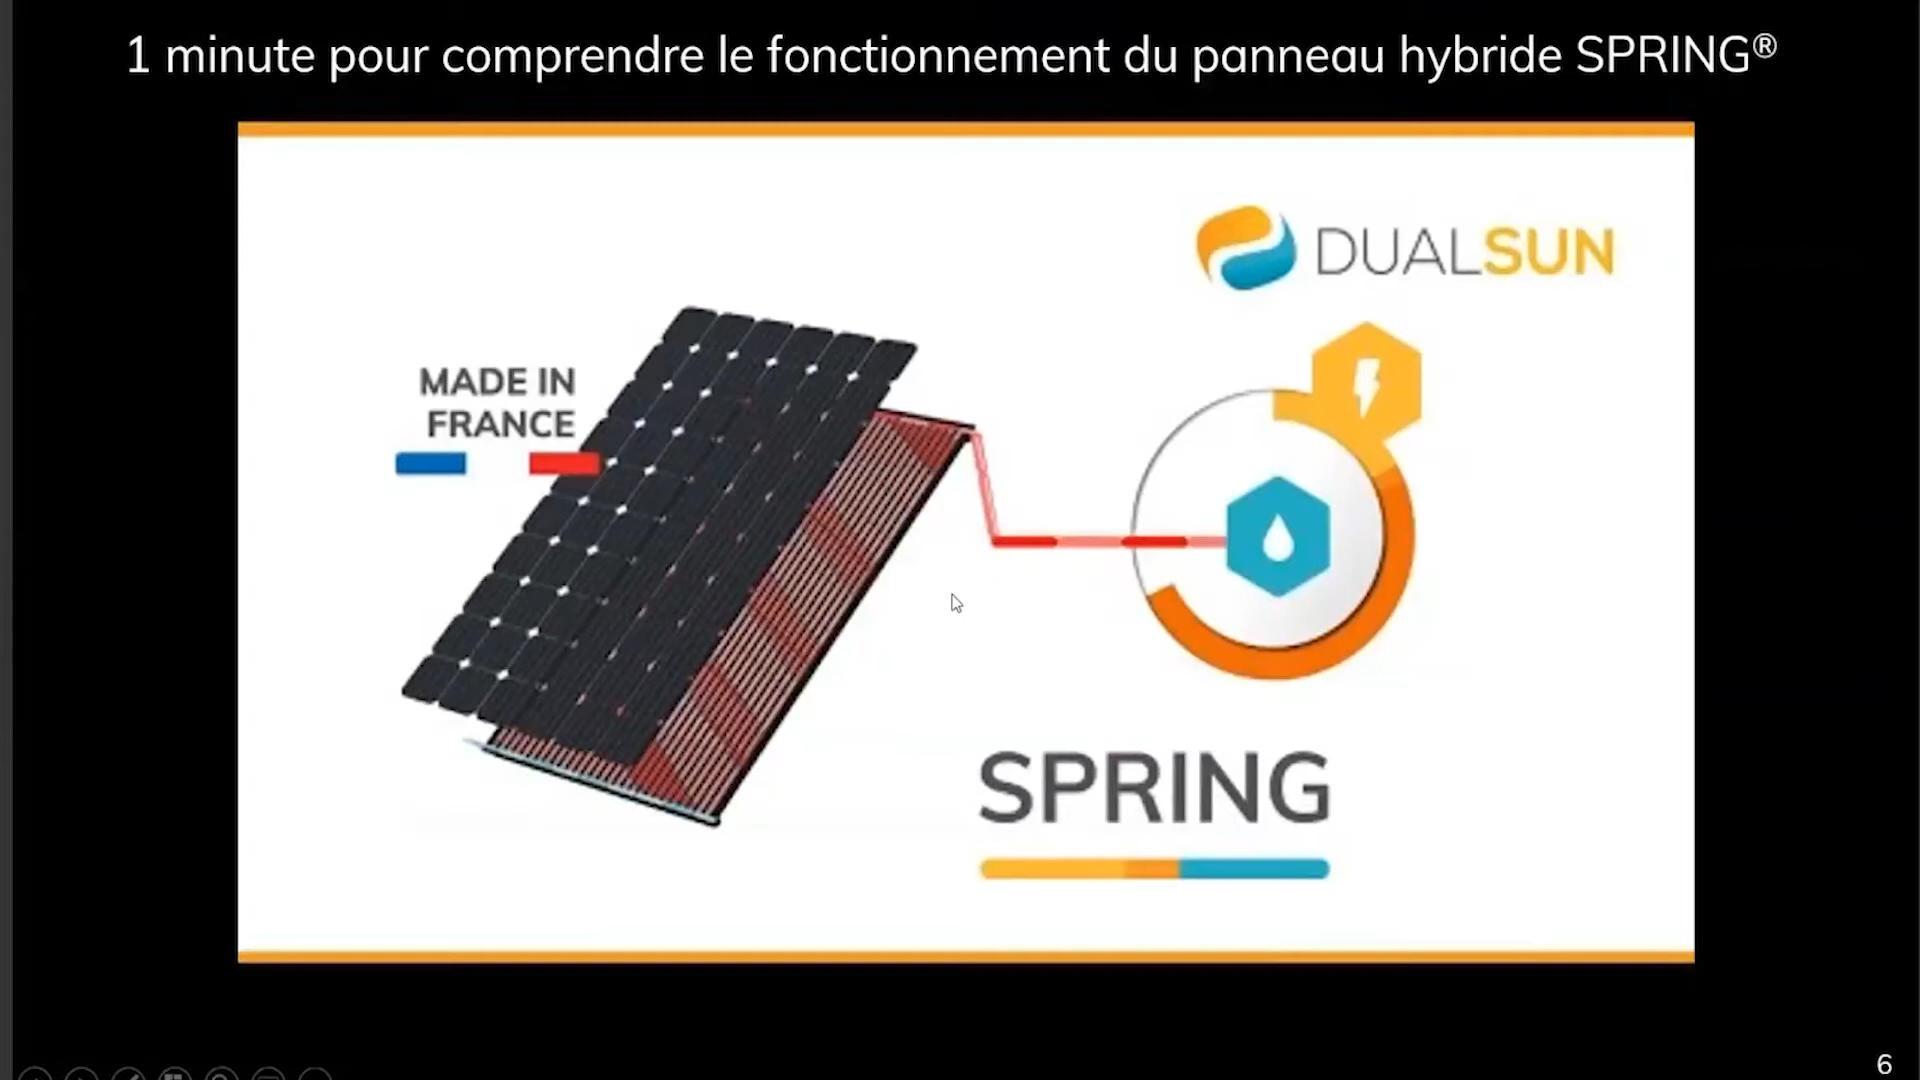 1 minute pour comprendre le fonctionnement du panneau hybride SPRING®
DUALSUN
MADE IN
FRANCE
SPRING
6